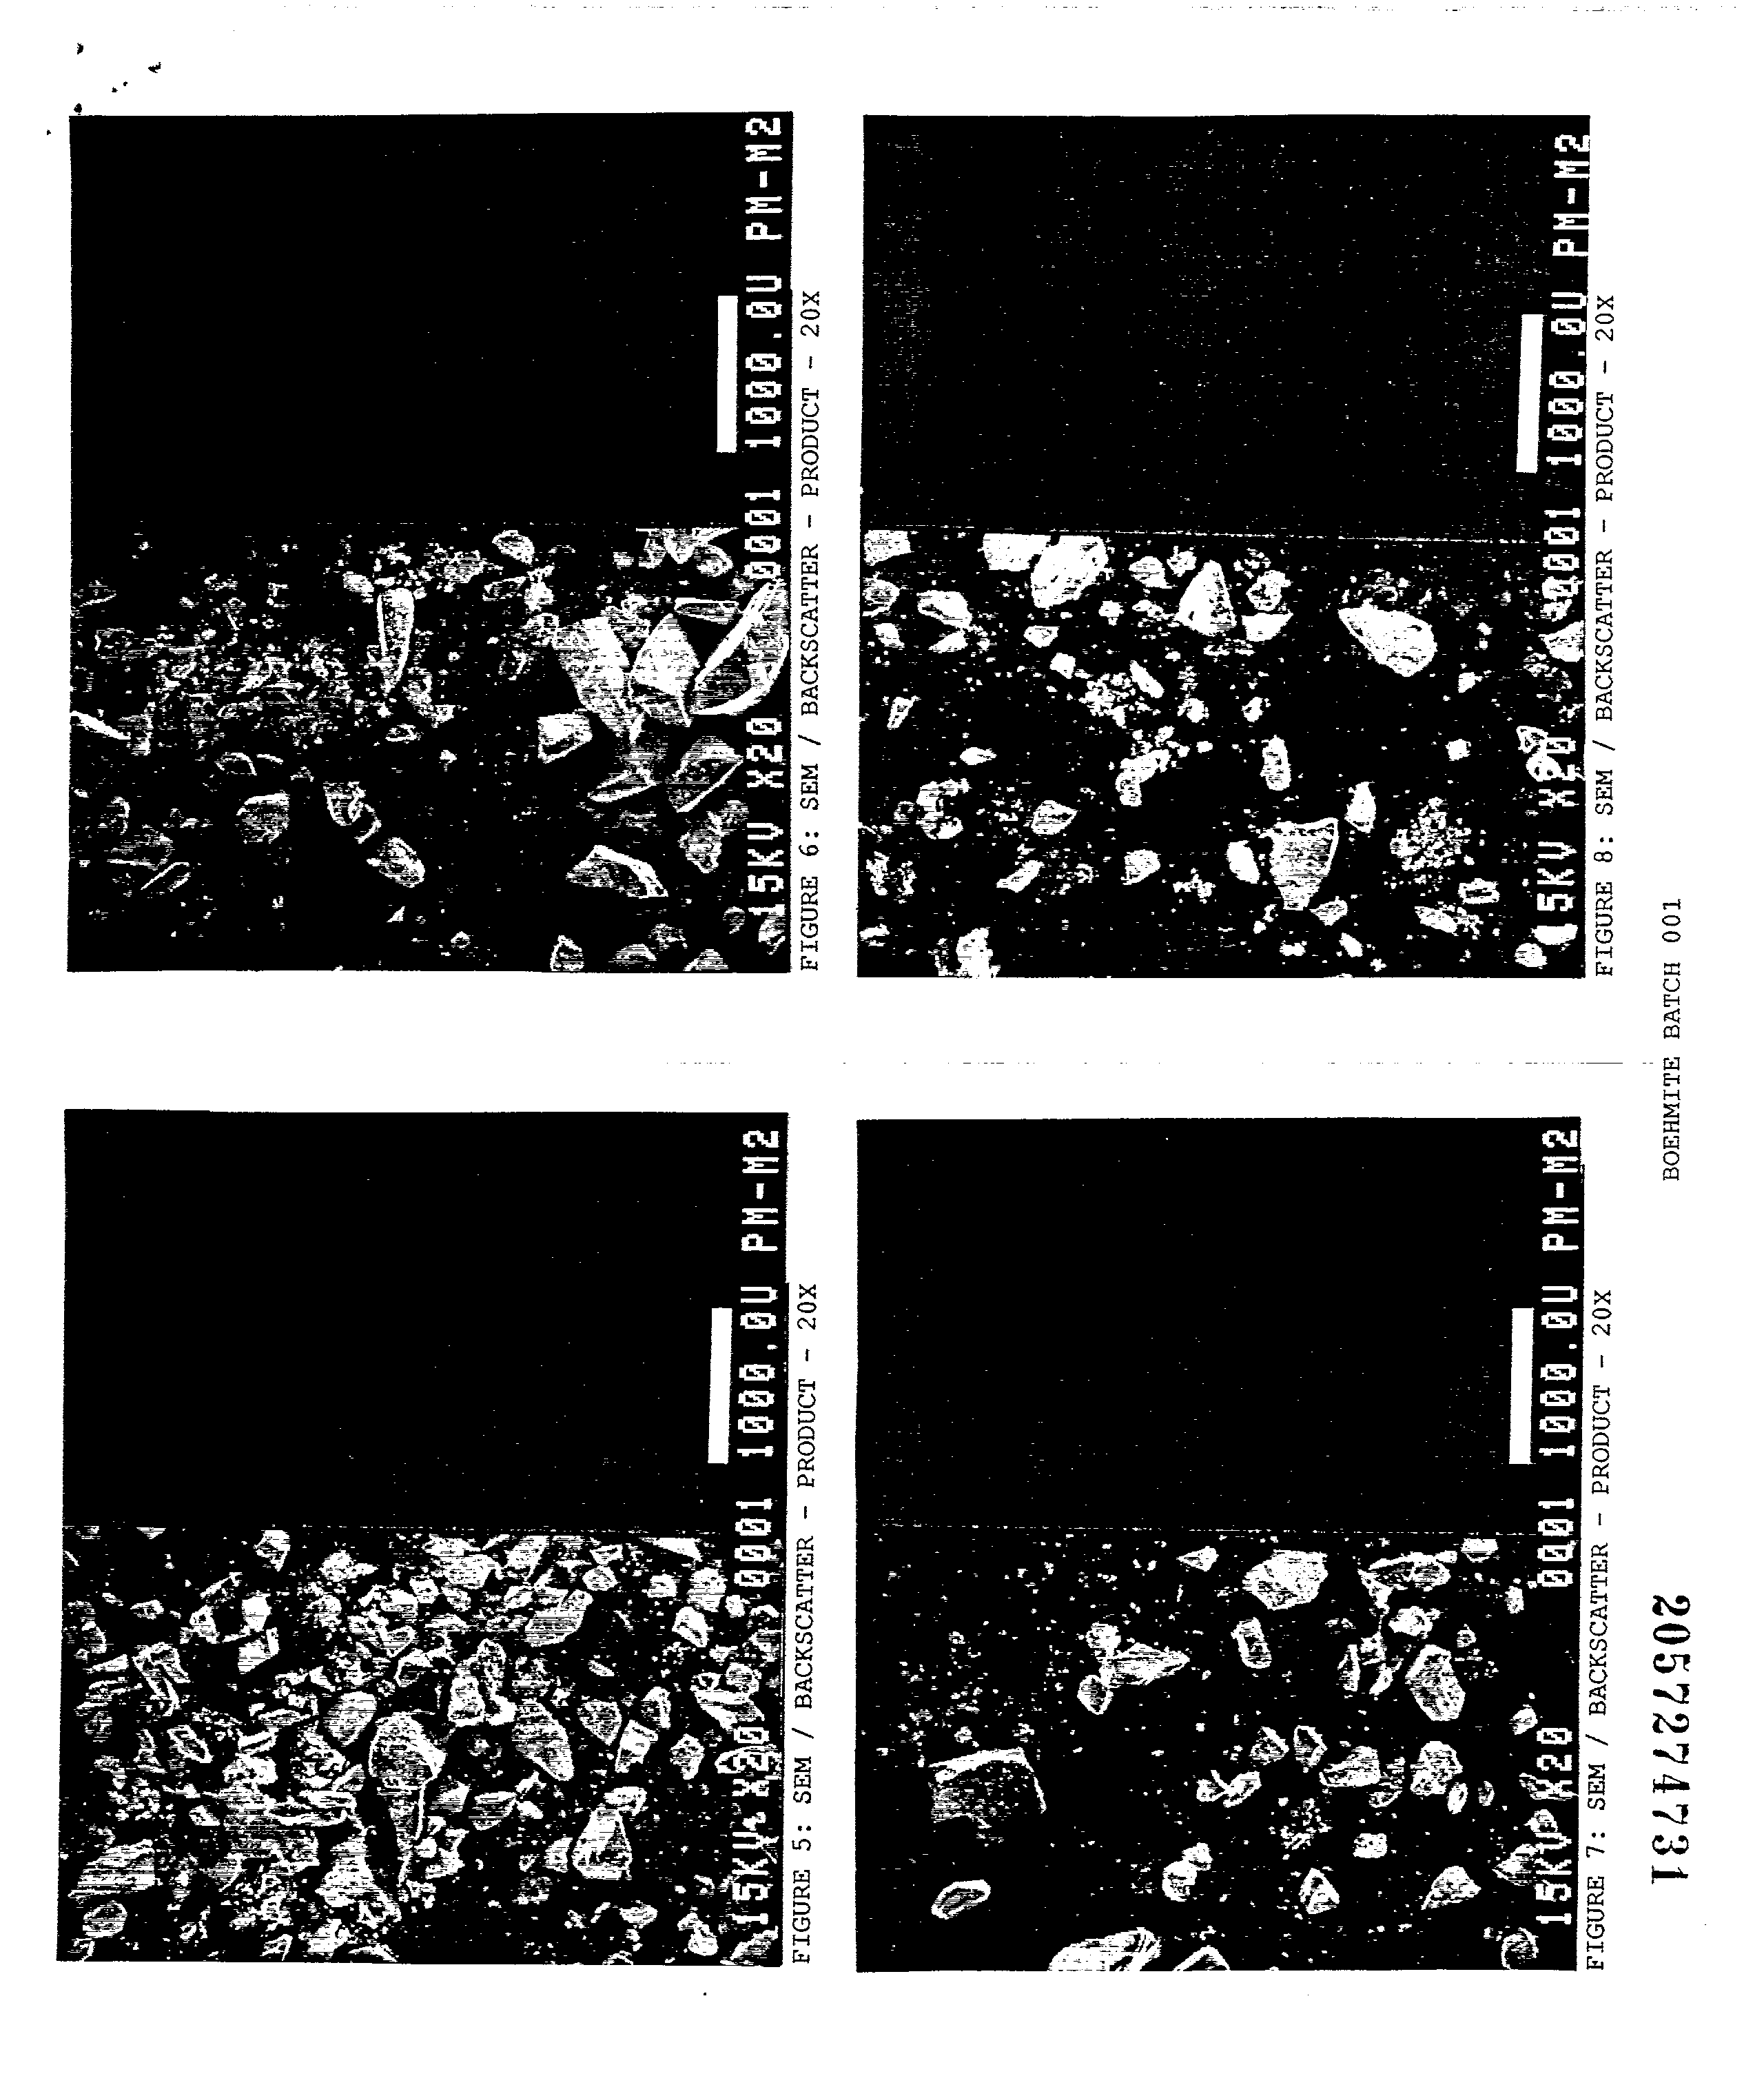 15KV X20 0001 1000.0U PM-M2
FIGURE 5: SEM / BACKSCATTER - PRODUCT - 20X
15KV X20 0001 1000.0U PM-M2
FIGURE 6: SEM / BACKSCATTER - PRODUCT - 20X
15KV X20 0001 1000.0U PM-M2
FIGURE 7: SEM / BACKSCATTER - PRODUCT - 20X
15KV X20 0001 1000.0U PM-M2
FIGURE 8: SEM / BACKSCATTER - PRODUCT - 20X
BOEHMITE BATCH 001
2057274731